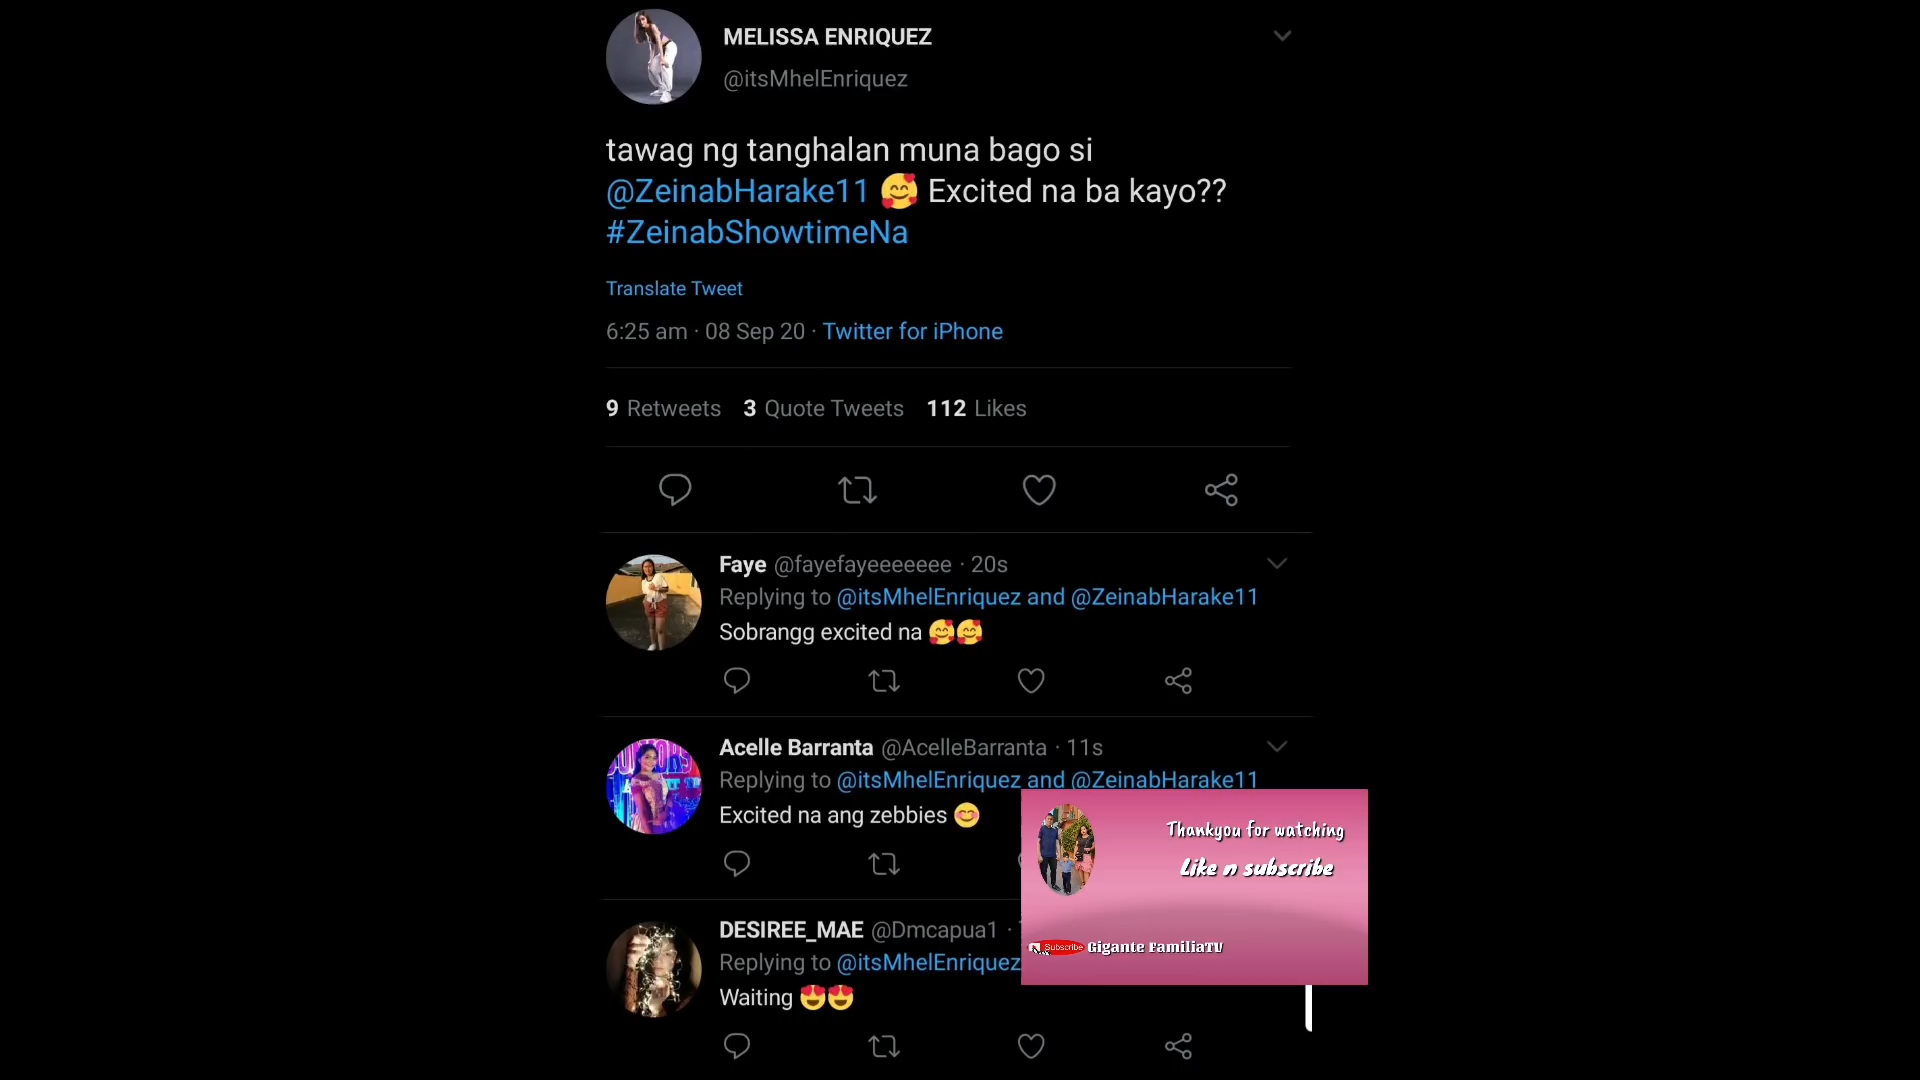 MELISSA ENRIQUEZ
@itsMhelEnriquez
tawag ng tanghalan muna bago si
@ZeinabHarake11 🥰 Excited na ba kayo??
#ZeinabShowtimeNa
Translate Tweet
6:25 am · 08 Sep 20 · Twitter for iPhone
9 Retweets 3 Quote Tweets 112 Likes
Faye @fayefayeeeeeee · 20s
Replying to @itsMhelEnriquez and @ZeinabHarake11
Sobrangg excited na 🥰🥰
Acelle Barranta @AcelleBarranta · 11s
Replying to @itsMhelEnriquez and @ZeinabHarake11
Excited na ang zebbies 😊
DESIREE_MAE @Dmcapua1 ·
Replying to @itsMhelEnriquez
Waiting 😍😍
Thankyou for watching
Like n subscribe
Subscribe Gigante FamiliaTV